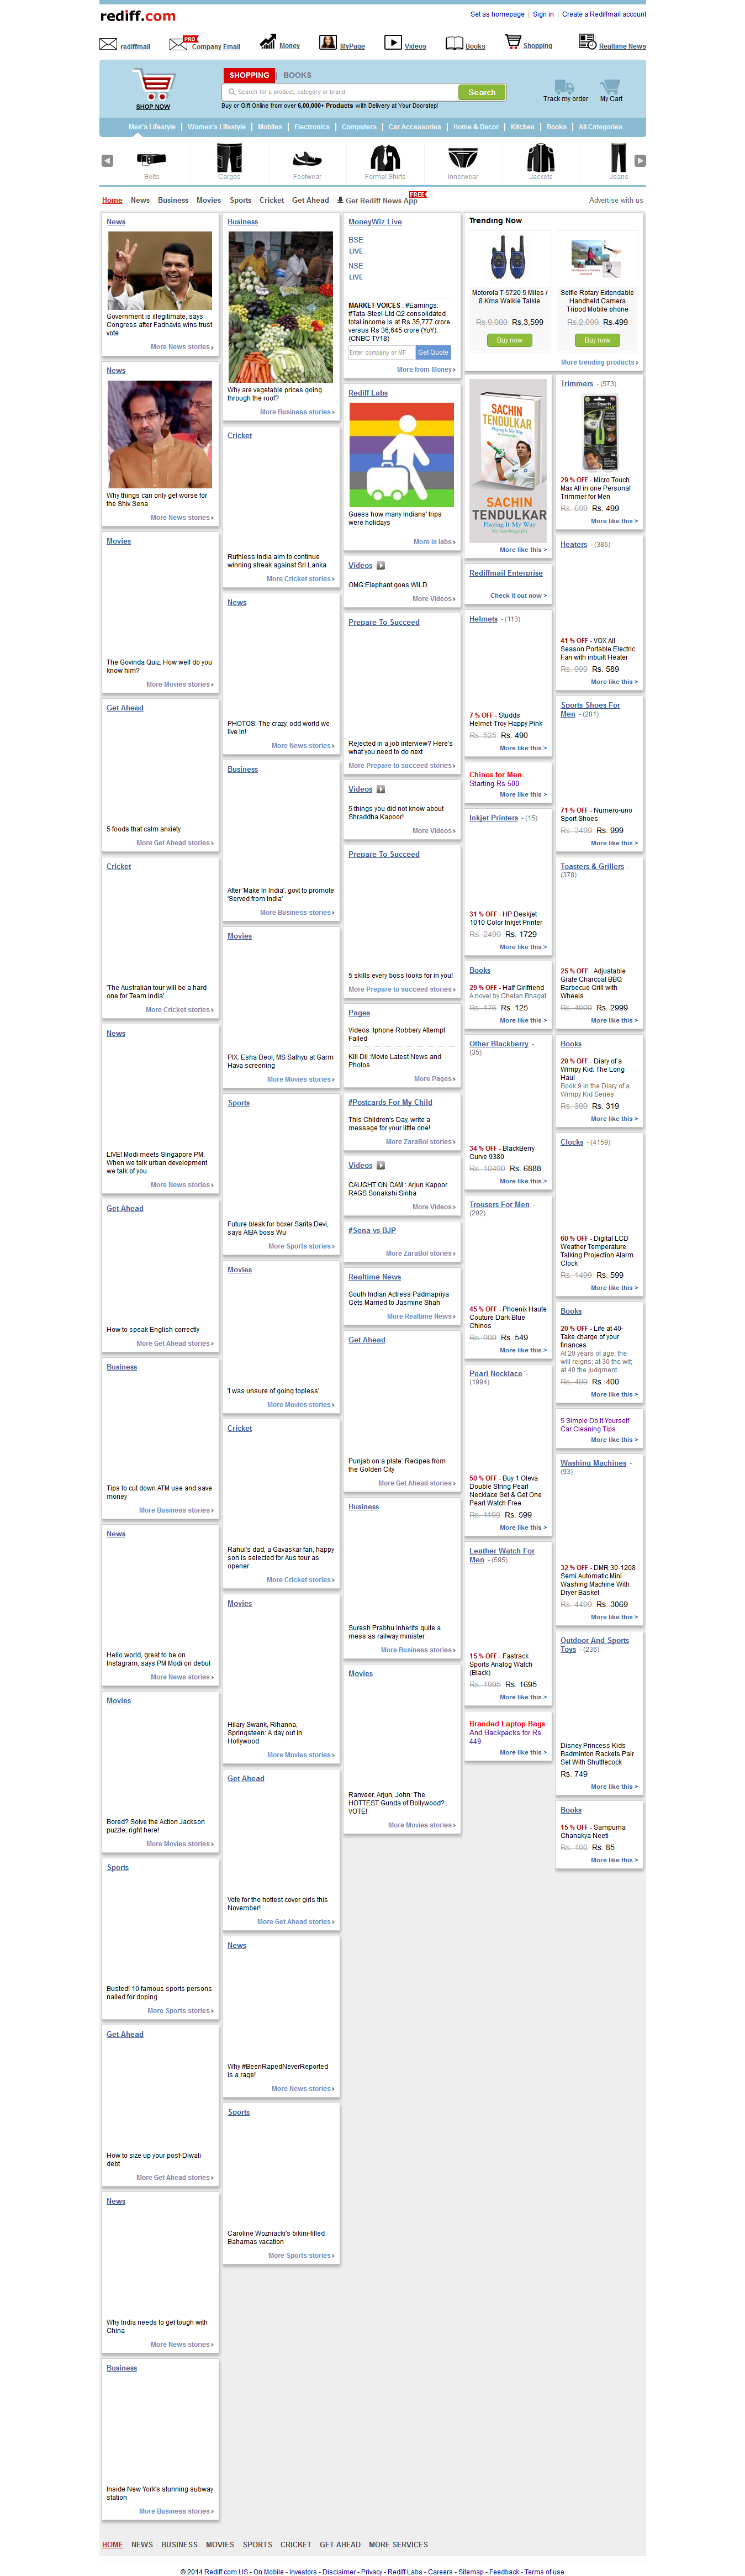 rediff.com
Set as homepage | Sign in | Create a Rediffmail account
rediffmail
PRO
Company Email
Money
MyPage
Videos
Books
Shopping
Realtime News
SHOP NOW
SHOPPING
BOOKS
Search for a product, category or brand
Search
Buy or Gift Online from over 6,00,000+ Products with Delivery at Your Doorstep!
Track my order
My Cart
Men's Lifestyle | Women's Lifestyle | Mobiles | Electronics | Computers | Car Accessories | Home & Decor | Kitchen | Books | All Categories
Belts
Cargos
Footwear
Formal Shirts
Innerwear
Jackets
Jeans
Home News Business Movies Sports Cricket Get Ahead Get Rediff News App
FREE
Advertise with us
News
Government is illegitimate, says
Congress after Fadnavis wins trust
vote
More News stories
News
Why things can only get worse for
the Shiv Sena
More News stories
Movies
The Govinda Quiz: How well do you
know him?
More Movies stories
Get Ahead
5 foods that calm anxiety
More Get Ahead stories
Cricket
'The Australian tour will be a hard
one for Team India'
More Cricket stories
News
LIVE! Modi meets Singapore PM:
When we talk urban development
we talk of you
More News stories
Get Ahead
How to speak English correctly
More Get Ahead stories
Business
Tips to cut down ATM use and save
money
More Business stories
News
Hello world, great to be on
Instagram, says PM Modi on debut
More News stories
Movies
Bored? Solve the Action Jackson
puzzle, right here!
More Movies stories
Sports
Busted! 10 famous sports persons
nailed for doping
More Sports stories
Get Ahead
How to size up your post-Diwali
debt
More Get Ahead stories
News
Why India needs to get tough with
China
More News stories
Business
Inside New York's stunning subway
station
More Business stories
Business
Why are vegetable prices going
through the roof?
More Business stories
Cricket
Ruthless India aim to continue
winning streak against Sri Lanka
More Cricket stories
News
PHOTOS: The crazy, odd world we
live in!
More News stories
Business
After 'Make In India', govt to promote
'Served from India'
More Business stories
Movies
PIX: Esha Deol, MS Sathyu at Garm
Hava screening
More Movies stories
Sports
Future bleak for boxer Sarita Devi,
says AIBA boss Wu
More Sports stories
Movies
'I was unsure of going topless'
More Movies stories
Cricket
Rahul's dad, a Gavaskar fan, happy
son is selected for Aus tour as
opener
More Cricket stories
Movies
Hilary Swank, Rihanna,
Springsteen: A day out in
Hollywood
More Movies stories
Get Ahead
Vote for the hottest cover girls this
November!
More Get Ahead stories
News
Why #BeenRapedNeverReported
is a rage!
More News stories
Sports
Caroline Wozniacki's bikini-filled
Bahamas vacation
More Sports stories
MoneyWiz Live
BSE
LIVE
NSE
LIVE
MARKET VOICES : #Earnings:
#Tata-Steel-Ltd Q2 consolidated
total income is at Rs 35,777 crore
versus Rs 36,645 crore (YoY).
(CNBC TV18)
Enter company or MF
Get Quote
More from Money
Rediff Labs
Guess how many Indians' trips
were holidays
More in labs
Videos
OMG:Elephant goes WILD
More Videos
Prepare To Succeed
Rejected in a job interview? Here's
what you need to do next
More Prepare to succeed stories
Videos
5 things you did not know about
Shraddha Kapoor!
More Videos
Prepare To Succeed
5 skills every boss looks for in you!
More Prepare to succeed stories
Pages
Videos :Iphone Robbery Attempt
Failed
Kill Dil :Movie Latest News and
Photos
More Pages
#Postcards For My Child
This Children's Day, write a
message for your little one!
More ZaraBol stories
Videos
CAUGHT ON CAM : Arjun Kapoor
RAGS Sonakshi Sinha
More Videos
#Sena vs BJP
More ZaraBol stories
Realtime News
South Indian Actress Padmapriya
Gets Married to Jasmine Shah
More Realtime News
Get Ahead
Punjab on a plate: Recipes from
the Golden City
More Get Ahead stories
Business
Suresh Prabhu inherits quite a
mess as railway minister
More Business stories
Movies
Ranveer, Arjun, John: The
HOTTEST Gunda of Bollywood?
VOTE!
More Movies stories
Trending Now
Motorola T-5720 5 Miles /
8 Kms Walkie Talkie
Rs.9,000 Rs.3,599
Buy now
Selfie Rotary Extendable
Handheld Camera
Tripod Mobile phone
Rs.2,099 Rs.499
Buy now
More trending products
SACHIN
TENDULKAR
Playing It My Way
SACHIN
TENDULKAR
Playing It My Way
More like this >
Rediffmail Enterprise
Check it out now >
Helmets - (113)
7 % OFF - Studds
Helmet-Troy Happy Pink
Rs. 525 Rs. 490
More like this >
Chinos for Men
Starting Rs 500
More like this >
Inkjet Printers - (15)
31 % OFF - HP Deskjet
1010 Color Inkjet Printer
Rs. 2499 Rs. 1729
More like this >
Books
29 % OFF - Half Girlfriend
A novel by Chetan Bhagat
Rs. 176 Rs. 125
More like this >
Other Blackberry -
(35)
34 % OFF - BlackBerry
Curve 9380
Rs. 10490 Rs. 6888
More like this >
Trousers For Men -
(202)
45 % OFF - Phoenix Haute
Couture Dark Blue
Chinos
Rs. 999 Rs. 549
More like this >
Pearl Necklace -
(1994)
50 % OFF - Buy 1 Oleva
Double String Pearl
Necklace Set & Get One
Pearl Watch Free
Rs. 1199 Rs. 599
More like this >
Leather Watch For
Men - (595)
15 % OFF - Fastrack
Sports Analog Watch
(Black)
Rs. 1995 Rs. 1695
More like this >
Branded Laptop Bags
And Backpacks for Rs
449
More like this >
Trimmers - (573)
29 % OFF - Micro Touch
Max All in one Personal
Trimmer for Men
Rs. 699 Rs. 499
More like this >
Heaters - (386)
41 % OFF - VOX All
Season Portable Electric
Fan with inbuilt Heater
Rs. 999 Rs. 589
More like this >
Sports Shoes For
Men - (281)
71 % OFF - Numero-uno
Sport Shoes
Rs. 3499 Rs. 999
More like this >
Toasters & Grillers -
(378)
25 % OFF - Adjustable
Grate Charcoal BBQ
Barbecue Grill with
Wheels
Rs. 4000 Rs. 2999
More like this >
Books
20 % OFF - Diary of a
Wimpy Kid: The Long
Haul
Book 9 in the Diary of a
Wimpy Kid Series
Rs. 399 Rs. 319
More like this >
Clocks - (4159)
60 % OFF - Digital LCD
Weather Temperature
Talking Projection Alarm
Clock
Rs. 1499 Rs. 599
More like this >
Books
20 % OFF - Life at 40-
Take charge of your
finances
At 20 years of age, the
will reigns; at 30 the wit;
at 40 the judgment
Rs. 499 Rs. 400
More like this >
5 Simple Do It Yourself
Car Cleaning Tips
More like this >
Washing Machines -
(93)
32 % OFF - DMR 30-1208
Semi Automatic Mini
Washing Machine With
Dryer Basket
Rs. 4499 Rs. 3069
More like this >
Outdoor And Sports
Toys - (236)
Disney Princess Kids
Badminton Rackets Pair
Set With Shuttlecock
Rs. 749
More like this >
Books
15 % OFF - Sampurna
Chanakya Neeti
Rs. 100 Rs. 85
More like this >
HOME NEWS BUSINESS MOVIES SPORTS CRICKET GET AHEAD MORE SERVICES
© 2014 Rediff.com US - On Mobile - Investors - Disclaimer - Privacy - Rediff Labs - Careers - Sitemap - Feedback - Terms of use